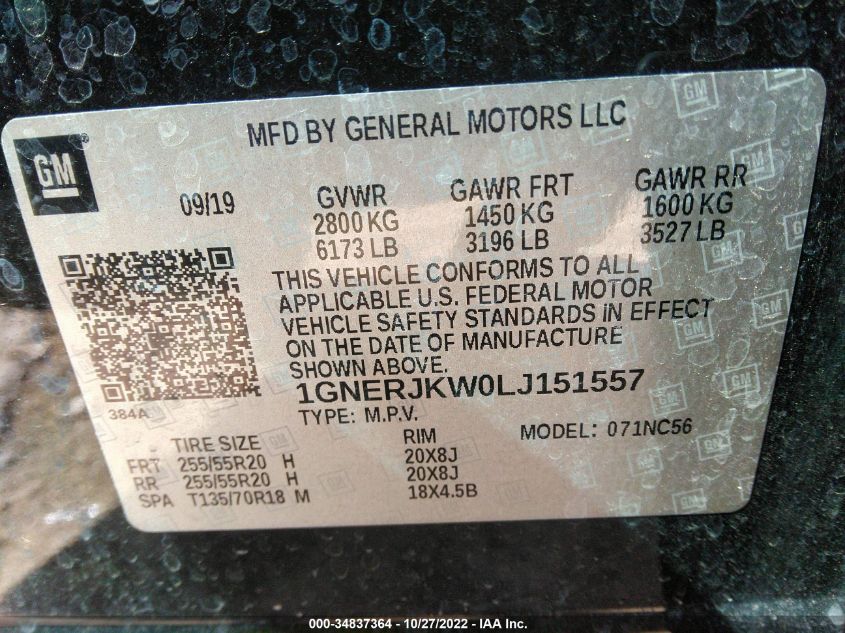 MFD BY GENERAL MOTORS LLC
GM
09/19
GVWR GAWR FRT GAWR RR
2800 KG 1450 KG 1600 KG
6173 LB 3196 LB 3527 LB
THIS VEHICLE CONFORMS TO ALL
APPLICABLE U.S. FEDERAL MOTOR
VEHICLE SAFETY STANDARDS IN EFFECT
ON THE DATE OF MANUFACTURE
SHOWN ABOVE.
384A
1GNERJKW0LJ151557
TYPE: M.P.V.
MODEL: 071NC56
TIRE SIZE RIM
FRT 255/55R20 H 20X8J
RR 255/55R20 H 20X8J
SPA T135/70R18 M 18X4.5B
000-34837364 - 10/27/2022 - IAA Inc.